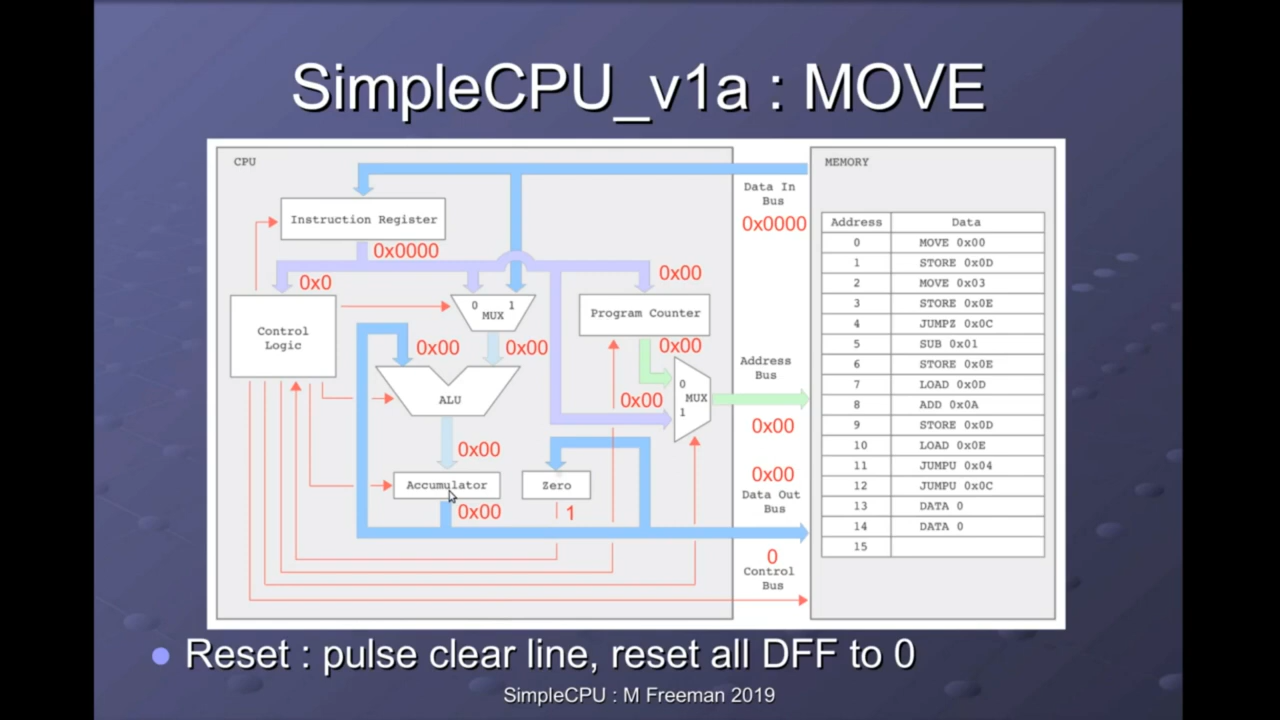 SimpleCPU_v1a : MOVE
CPU
MEMORY
Data In
Bus
0x0000
Instruction Register
0x0000
0x0
0x00
Control
Logic
0 1
MUX
Program Counter
0x00
0x00
0x00
ALU
0x00
0
MUX
1
Address
Bus
0x00
0x00
Accumulator
Zero
0x00
1
0x00
Data Out
Bus
0
Control
Bus
Address Data
0 MOVE 0x00
1 STORE 0x0D
2 MOVE 0x03
3 STORE 0x0E
4 JUMPZ 0x0C
5 SUB 0x01
6 STORE 0x0E
7 LOAD 0x0D
8 ADD 0x0A
9 STORE 0x0D
10 LOAD 0x0E
11 JUMPU 0x04
12 JUMPU 0x0C
13 DATA 0
14 DATA 0
15
Reset : pulse clear line, reset all DFF to 0
SimpleCPU : M Freeman 2019